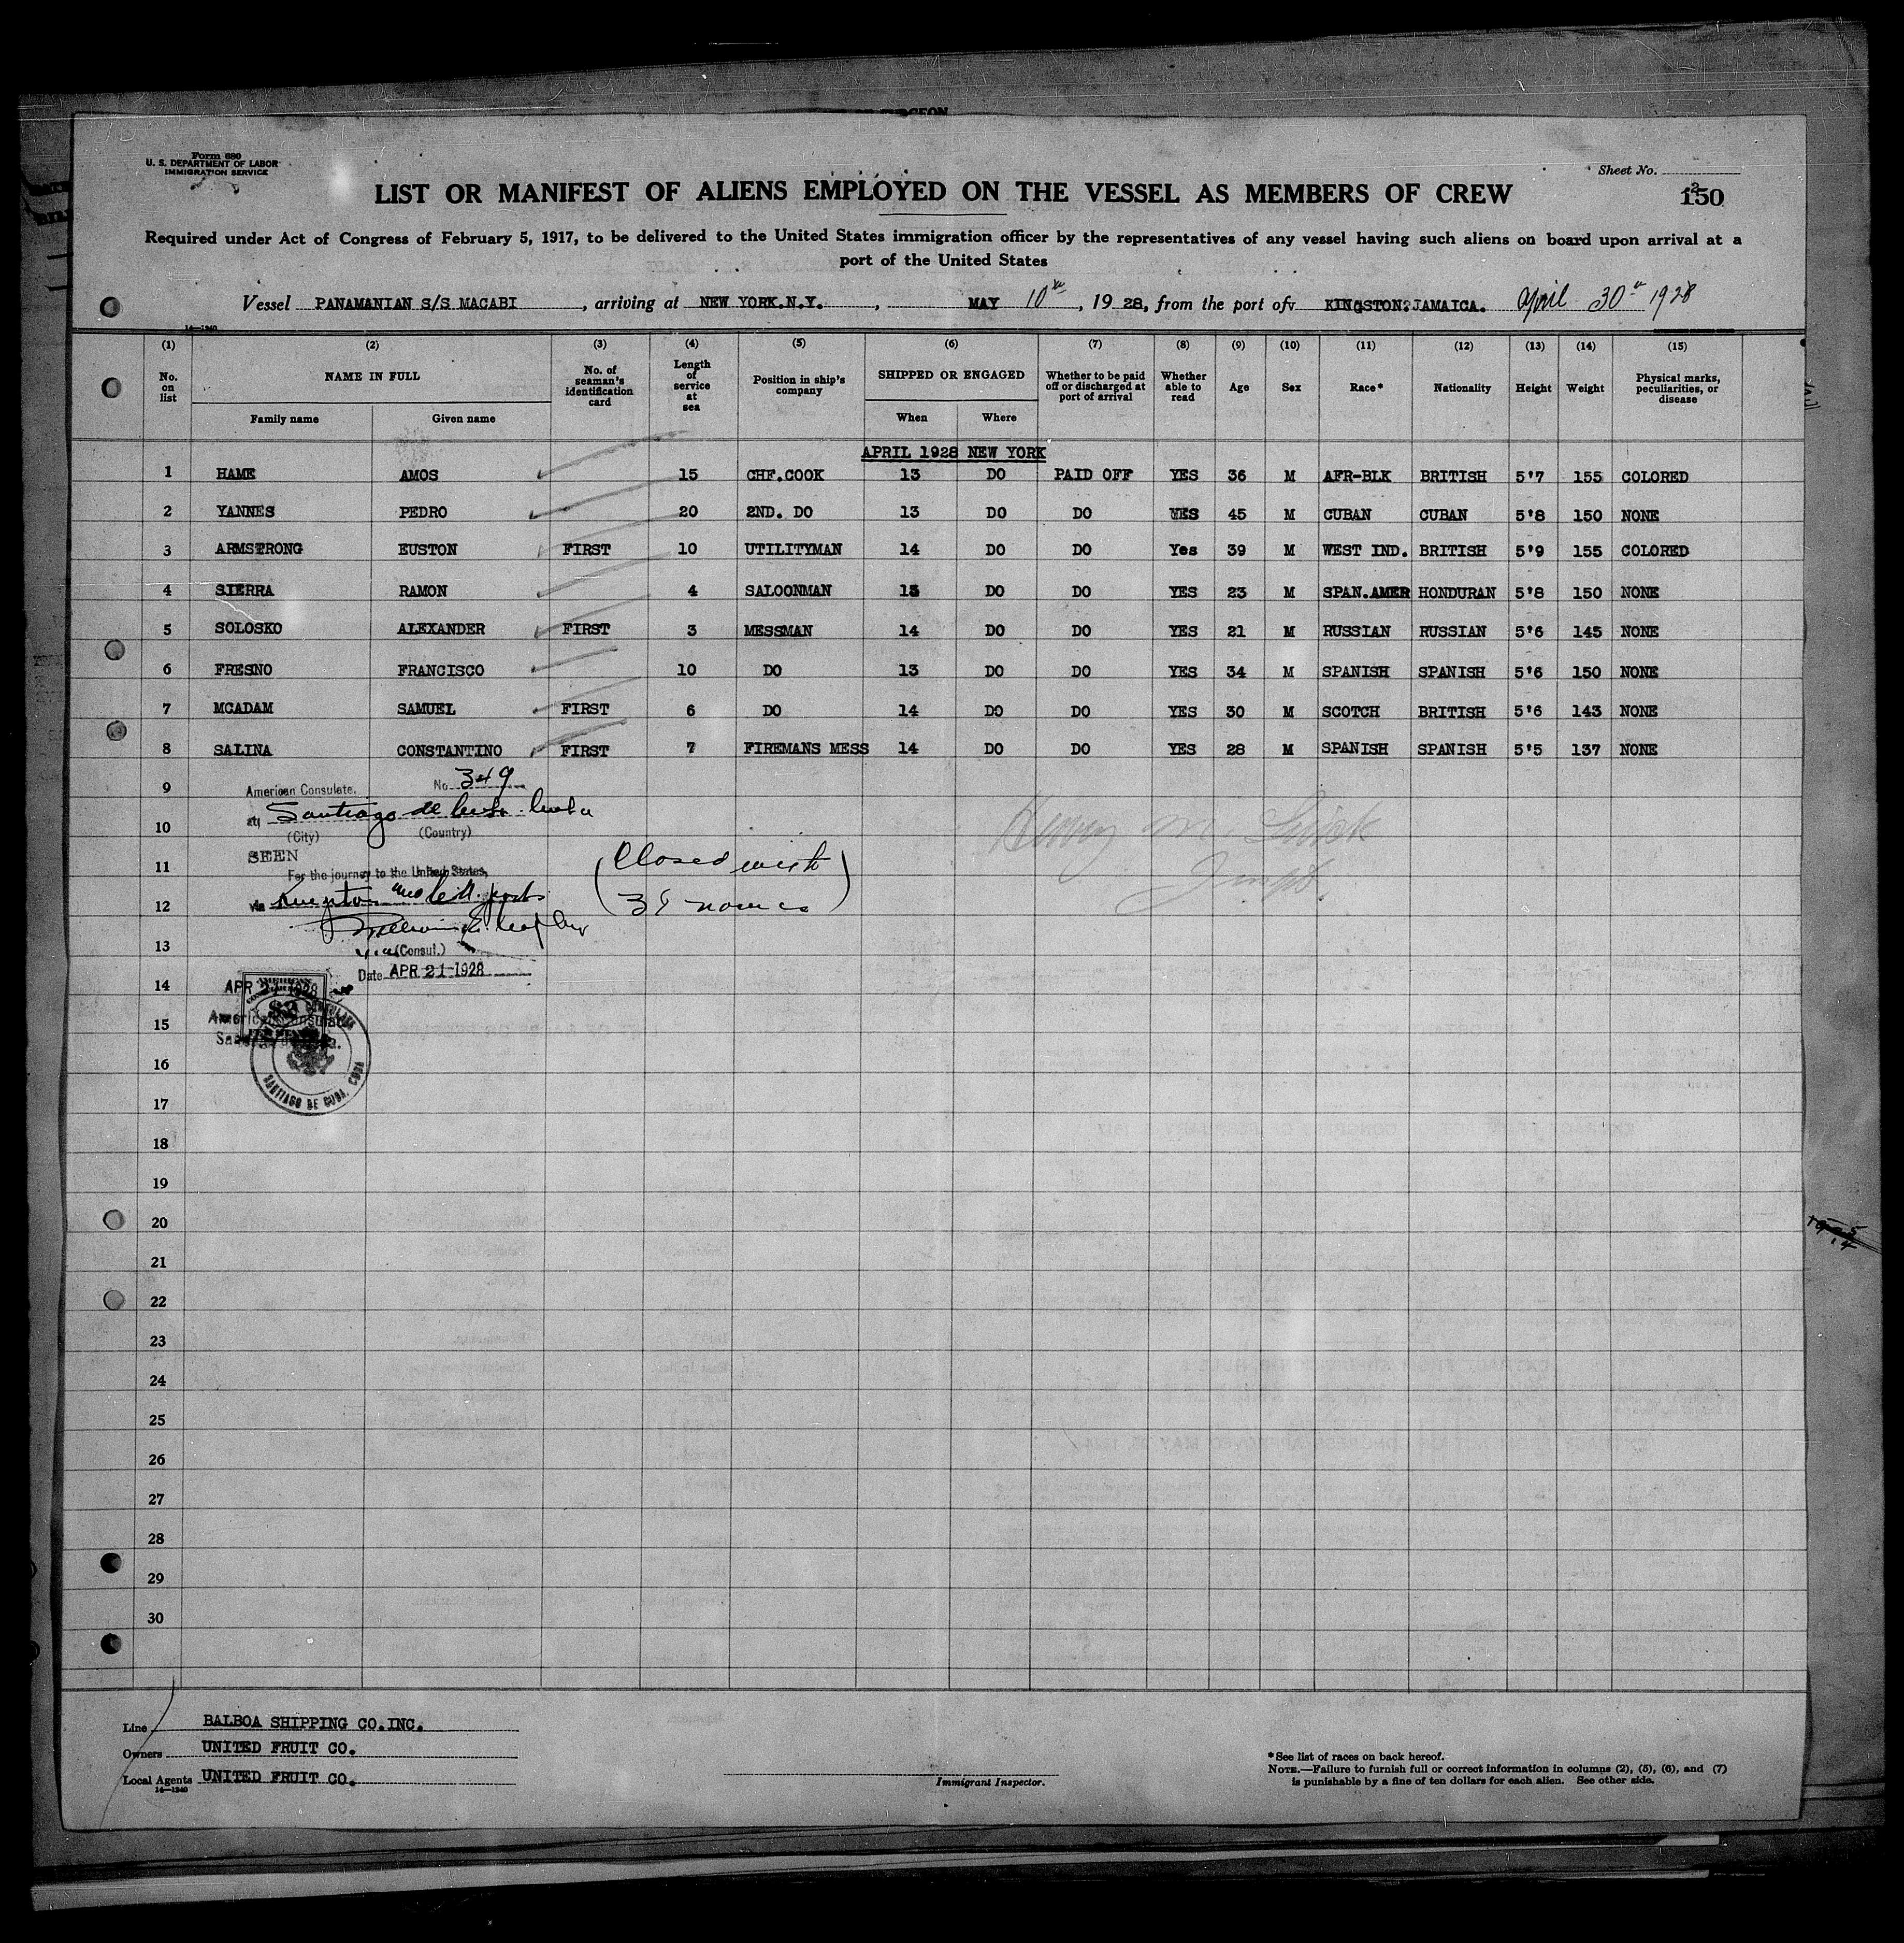 Form 680
U. S. DEPARTMENT OF LABOR
IMMIGRATION SERVICE
Sheet No.
LIST OR MANIFEST OF ALIENS EMPLOYED ON THE VESSEL AS MEMBERS OF CREW
2
150
Required under Act of Congress of February 5, 1917, to be delivered to the United States immigration officer by the representatives of any vessel having such aliens on board upon arrival at a
port of the United States
Vessel PANAMANIAN S/S MACABI, arriving at NEW YORK.N.Y., MAY 10th, 1928, from the port of KINGSTON.JAMAICA. April 30th 1928
14—1240
(1) (2) (3) (4) (5) (6) (7) (8) (9) (10) (11) (12) (13) (14) (15)
No. on list NAME IN FULL No. of seaman's identification card Length of service at sea Position in ship's company SHIPPED OR ENGAGED Whether to be paid off or discharged at port of arrival Whether able to read Age Sex Race* Nationality Height Weight Physical marks, peculiarities, or disease
Family name Given name When Where
APRIL 1928 NEW YORK
1 HAME AMOS 15 CHF.COOK 13 DO PAID OFF YES 36 M AFR-BLK BRITISH 5'7 155 COLORED
2 YANNES PEDRO 20 2ND. DO 13 DO DO YES 45 M CUBAN CUBAN 5'8 150 NONE
3 ARMSTRONG EUSTON FIRST 10 UTILITYMAN 14 DO DO Yes 39 M WEST IND. BRITISH 5'9 155 COLORED
4 SIERRA RAMON 4 SALOONMAN 13 DO DO YES 23 M SPAN.AMER HONDURAN 5'8 150 NONE
5 SOLOSKO ALEXANDER FIRST 3 MESSMAN 14 DO DO YES 21 M RUSSIAN RUSSIAN 5'6 145 NONE
6 FRESNO FRANCISCO 10 DO 13 DO DO YES 34 M SPANISH SPANISH 5'6 150 NONE
7 MCADAM SAMUEL FIRST 6 DO 14 DO DO YES 30 M SCOTCH BRITISH 5'6 143 NONE
8 SALINA CONSTANTINO FIRST 7 FIREMANS MESS 14 DO DO YES 28 M SPANISH SPANISH 5'5 137 NONE
9
American Consulate. No. 349
at Santiago de Cuba Cuba
10
(City) (Country)
SEEN
11
For the journey to the United States,
(Closed with
12
via Kingston and Col. ports
names)
13
(Consul.)
Date APR 21 1928
14
APR 21 1928
15
American Consulate
16
SANTIAGO DE CUBA, CUBA
17
18
19
20
21
22
23
24
25
26
27
28
29
30
Line BALBOA SHIPPING CO.INC.
Owners UNITED FRUIT CO.
Local Agents UNITED FRUIT CO.
14—1240
Immigrant Inspector.
*See list of races on back hereof.
NOTE.—Failure to furnish full or correct information in columns (2), (5), (6), and (7)
is punishable by a fine of ten dollars for each alien. See other side.